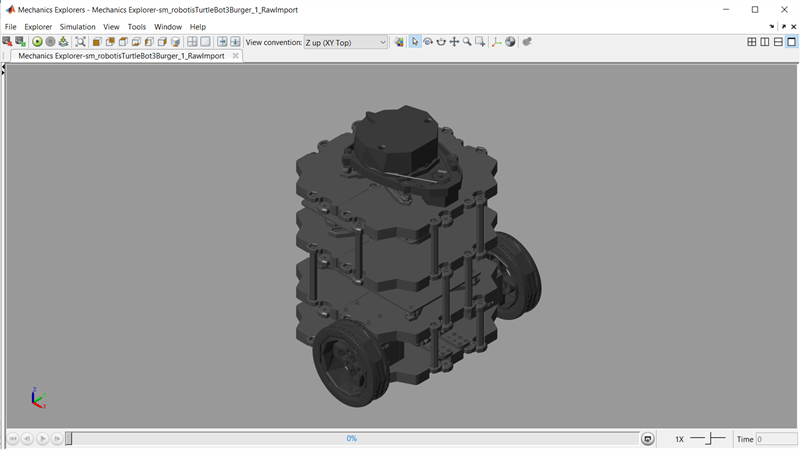 Mechanics Explorers - Mechanics Explorer-sm_robotisTurtleBot3Burger_1_RawImport
File Explorer Simulation View Tools Window Help
View convention: Z up (XY Top)
Mechanics Explorer-sm_robotisTurtleBot3Burger_1_RawImport
Z
Y
X
0% 1X Time 0